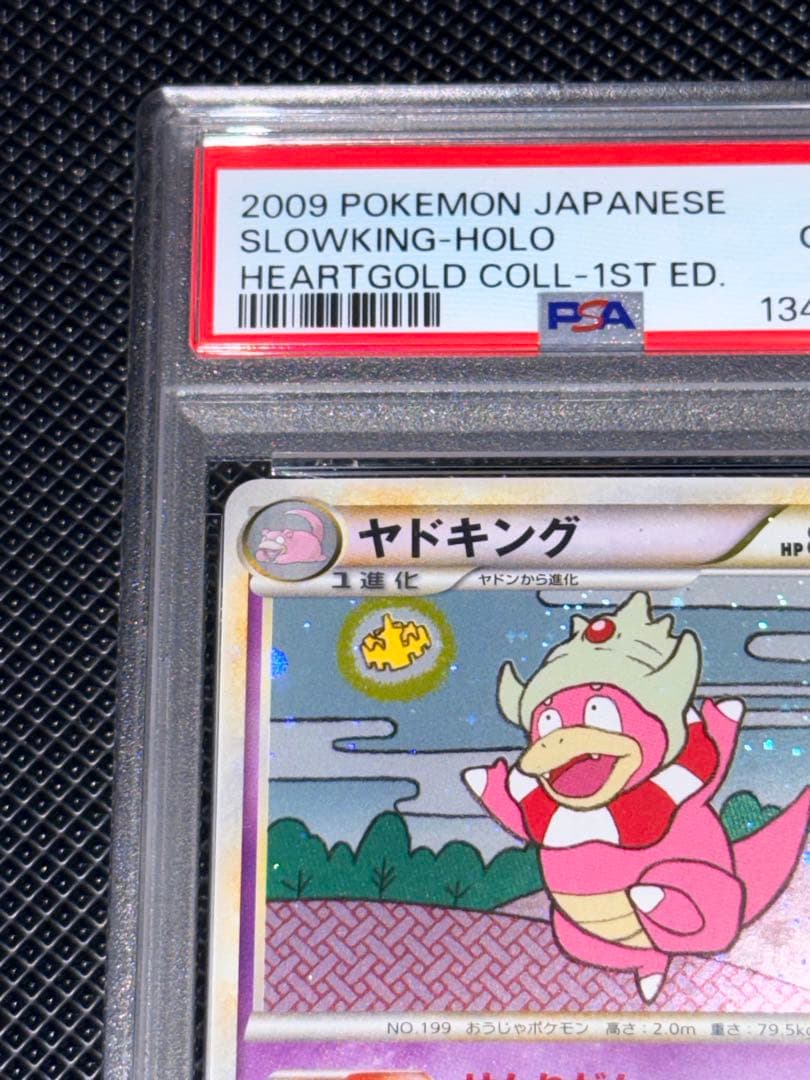 2009 POKEMON JAPANESE
SLOWKING-HOLO
HEARTGOLD COLL-1ST ED.
PSA
134
ヤドキング
HP
1進化
ヤドンから進化
NO.199 おうじゃポケモン 高さ:2.0m 重さ:79.5kg